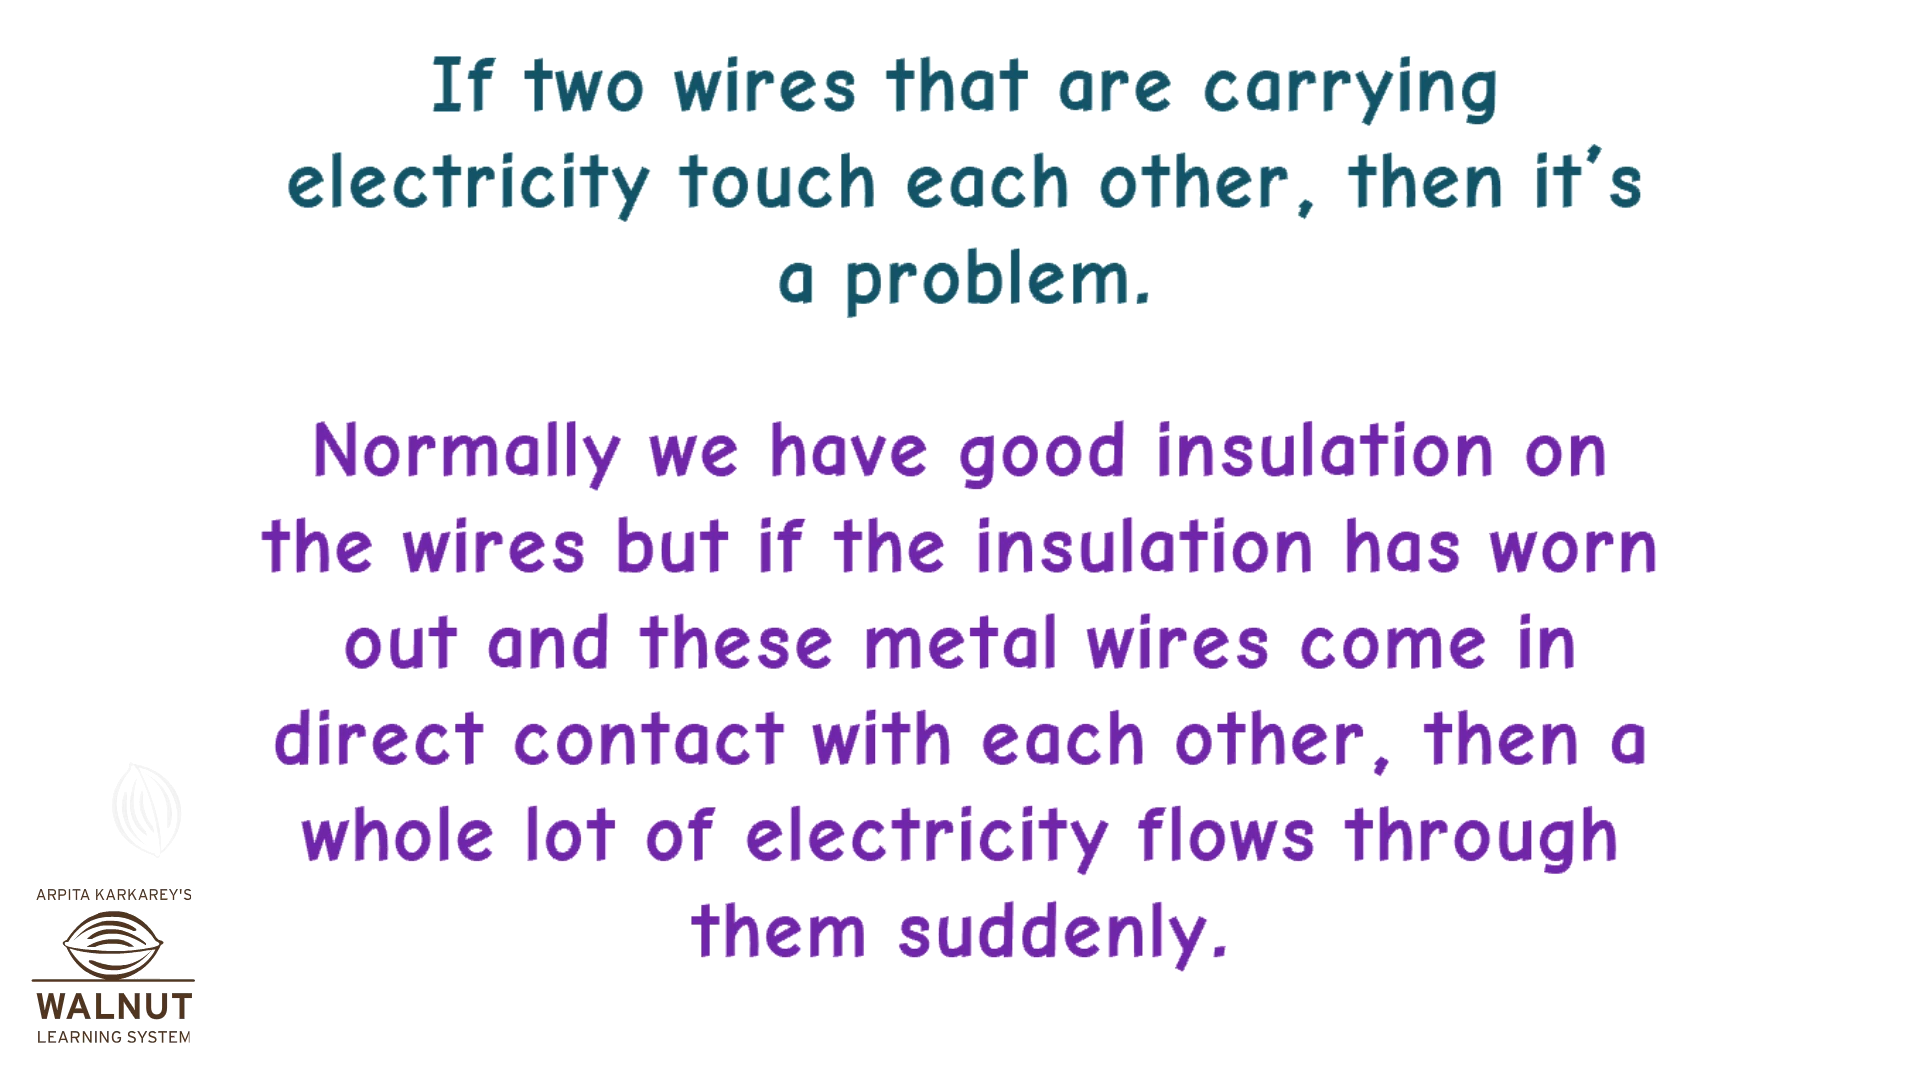 If two wires that are carrying
electricity touch each other, then it's
a problem.
Normally we have good insulation on
the wires but if the insulation has worn
out and these metal wires come in
direct contact with each other, then a
whole lot of electricity flows through
them suddenly.
ARPITA KARKAREY'S
WALNUT
LEARNING SYSTEM